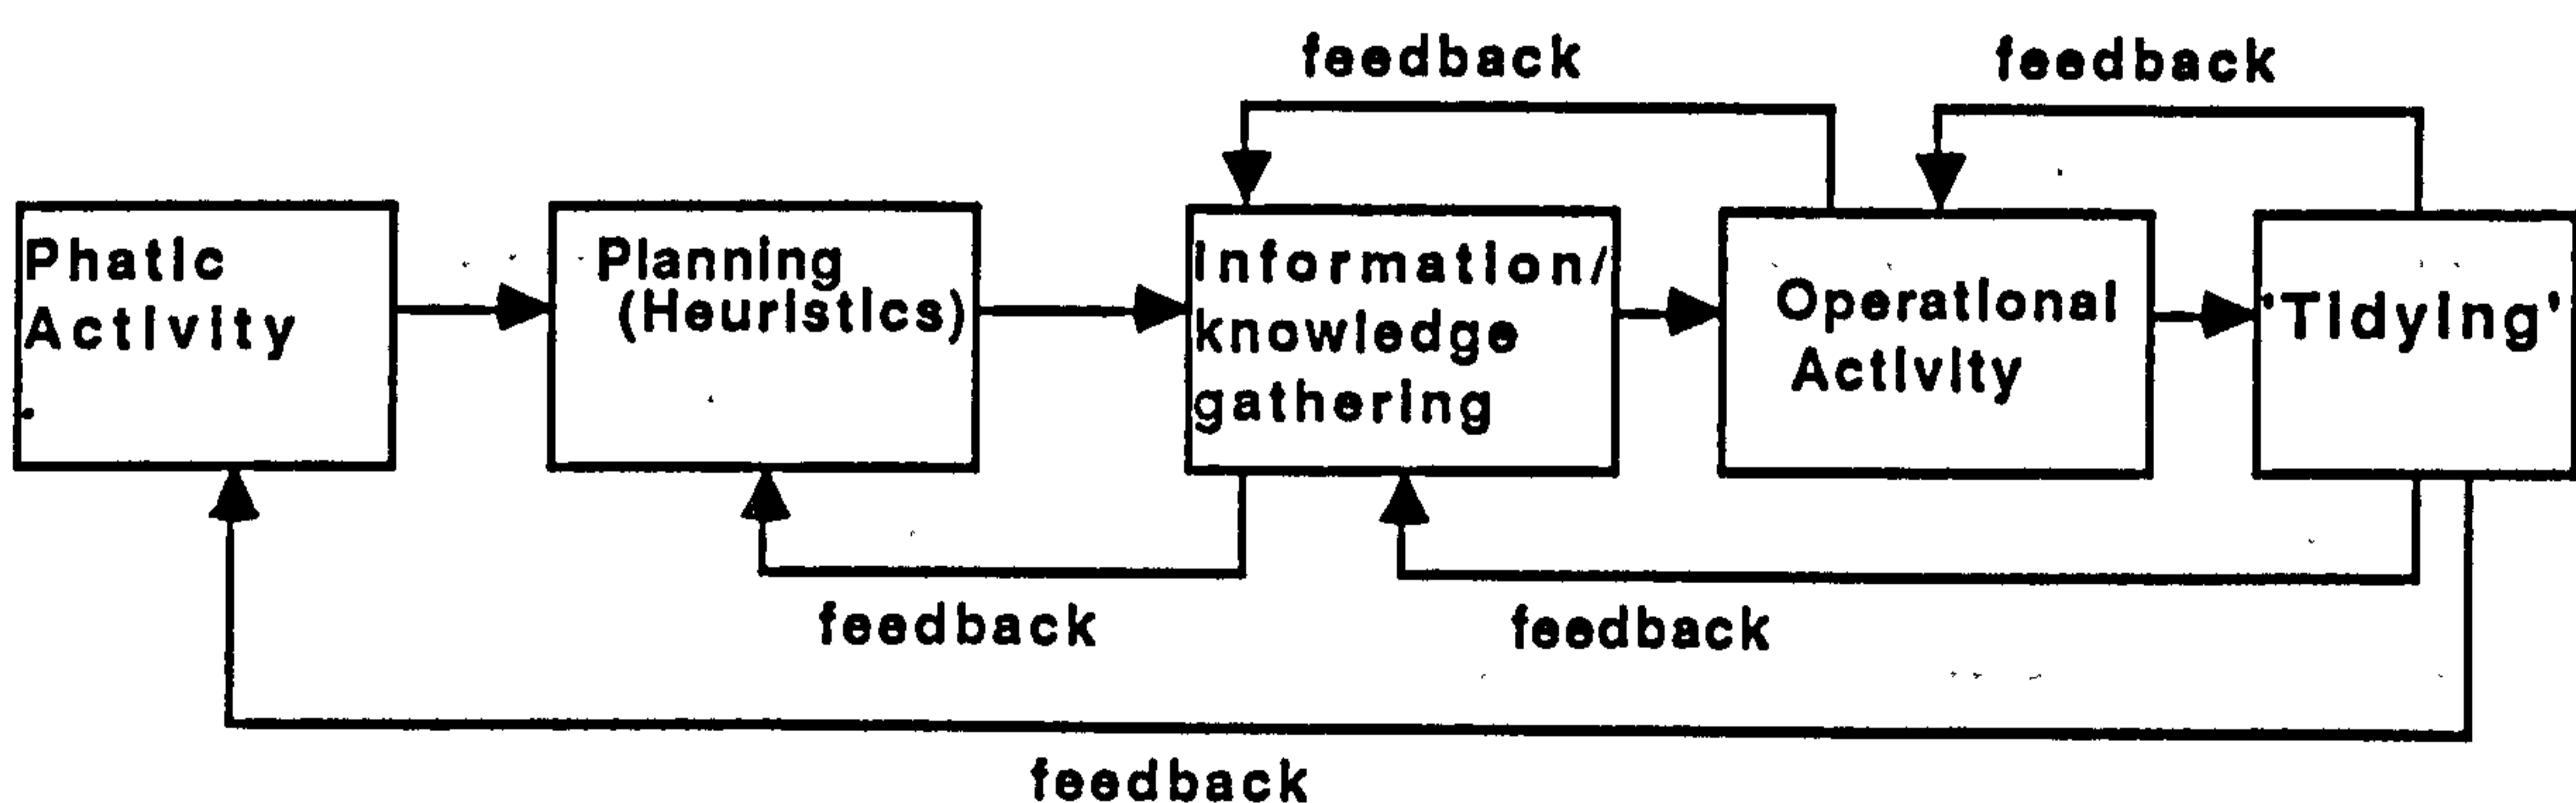 feedback
feedback
Phatic
Activity
Planning
(Heuristics)
Information/
knowledge
gathering
Operational
Activity
'Tidying'
feedback
feedback
feedback